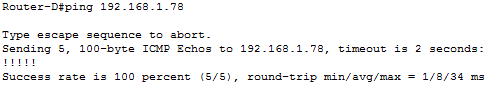 Router-D#ping 192.168.1.78
Type escape sequence to abort.
Sending 5, 100-byte ICMP Echos to 192.168.1.78, timeout is 2 seconds:
!!!!!
Success rate is 100 percent (5/5), round-trip min/avg/max = 1/8/34 ms